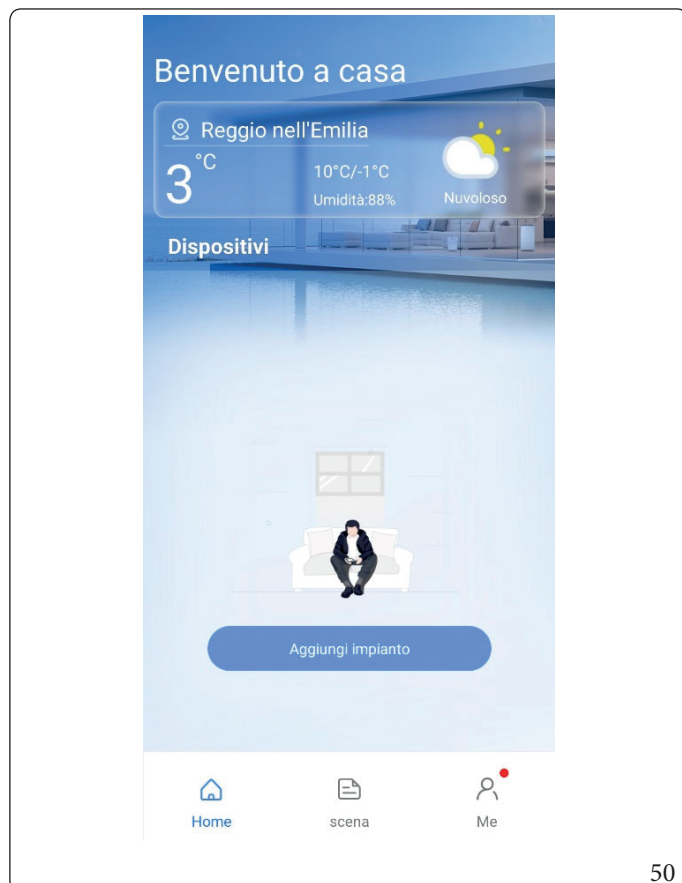 Benvenuto a casa
Reggio nell'Emilia
3°C
10°C/-1°C
Umidità:88%
Nuvoloso
Dispositivi
Aggiungi impianto
Home
scena
Me
50